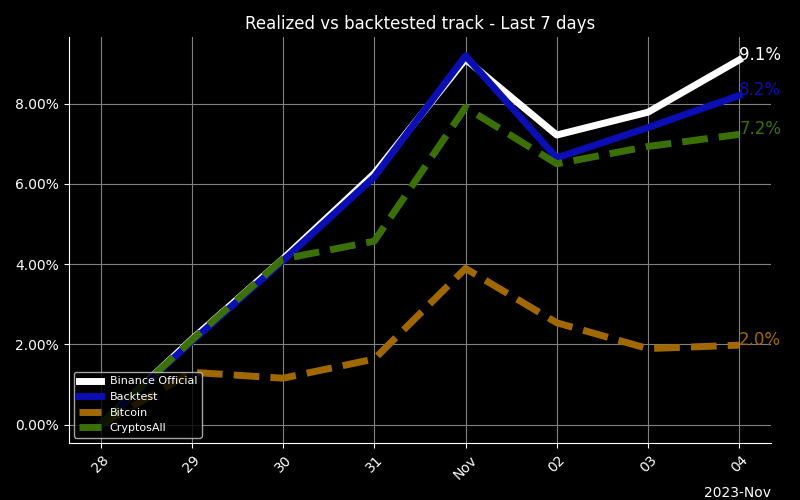 Realized vs backtested track - Last 7 days
9.1%
8.2%
7.2%
2.0%
8.00%
6.00%
4.00%
2.00%
0.00%
Binance Official
Backtest
Bitcoin
CryptosAll
28
29
30
31
Nov
02
03
04
2023-Nov